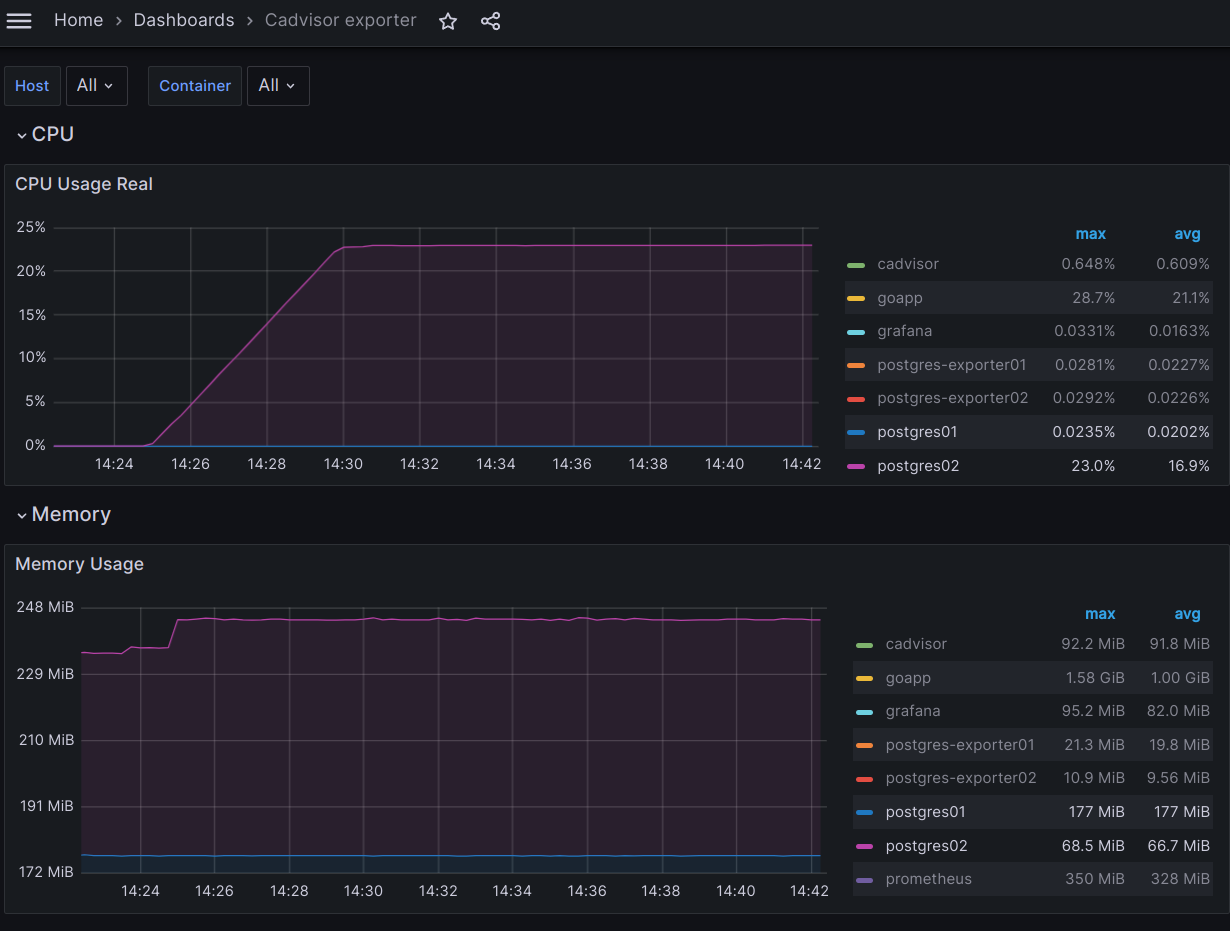 Home › Dashboards › Cadvisor exporter
Host All Container All
CPU
CPU Usage Real
25%
20%
15%
10%
5%
0%
14:24 14:26 14:28 14:30 14:32 14:34 14:36 14:38 14:40 14:42
max avg
cadvisor 0.648% 0.609%
goapp 28.7% 21.1%
grafana 0.0331% 0.0163%
postgres-exporter01 0.0281% 0.0227%
postgres-exporter02 0.0292% 0.0226%
postgres01 0.0235% 0.0202%
postgres02 23.0% 16.9%
Memory
Memory Usage
248 MiB
229 MiB
210 MiB
191 MiB
172 MiB
14:24 14:26 14:28 14:30 14:32 14:34 14:36 14:38 14:40 14:42
max avg
cadvisor 92.2 MiB 91.8 MiB
goapp 1.58 GiB 1.00 GiB
grafana 95.2 MiB 82.0 MiB
postgres-exporter01 21.3 MiB 19.8 MiB
postgres-exporter02 10.9 MiB 9.56 MiB
postgres01 177 MiB 177 MiB
postgres02 68.5 MiB 66.7 MiB
prometheus 350 MiB 328 MiB